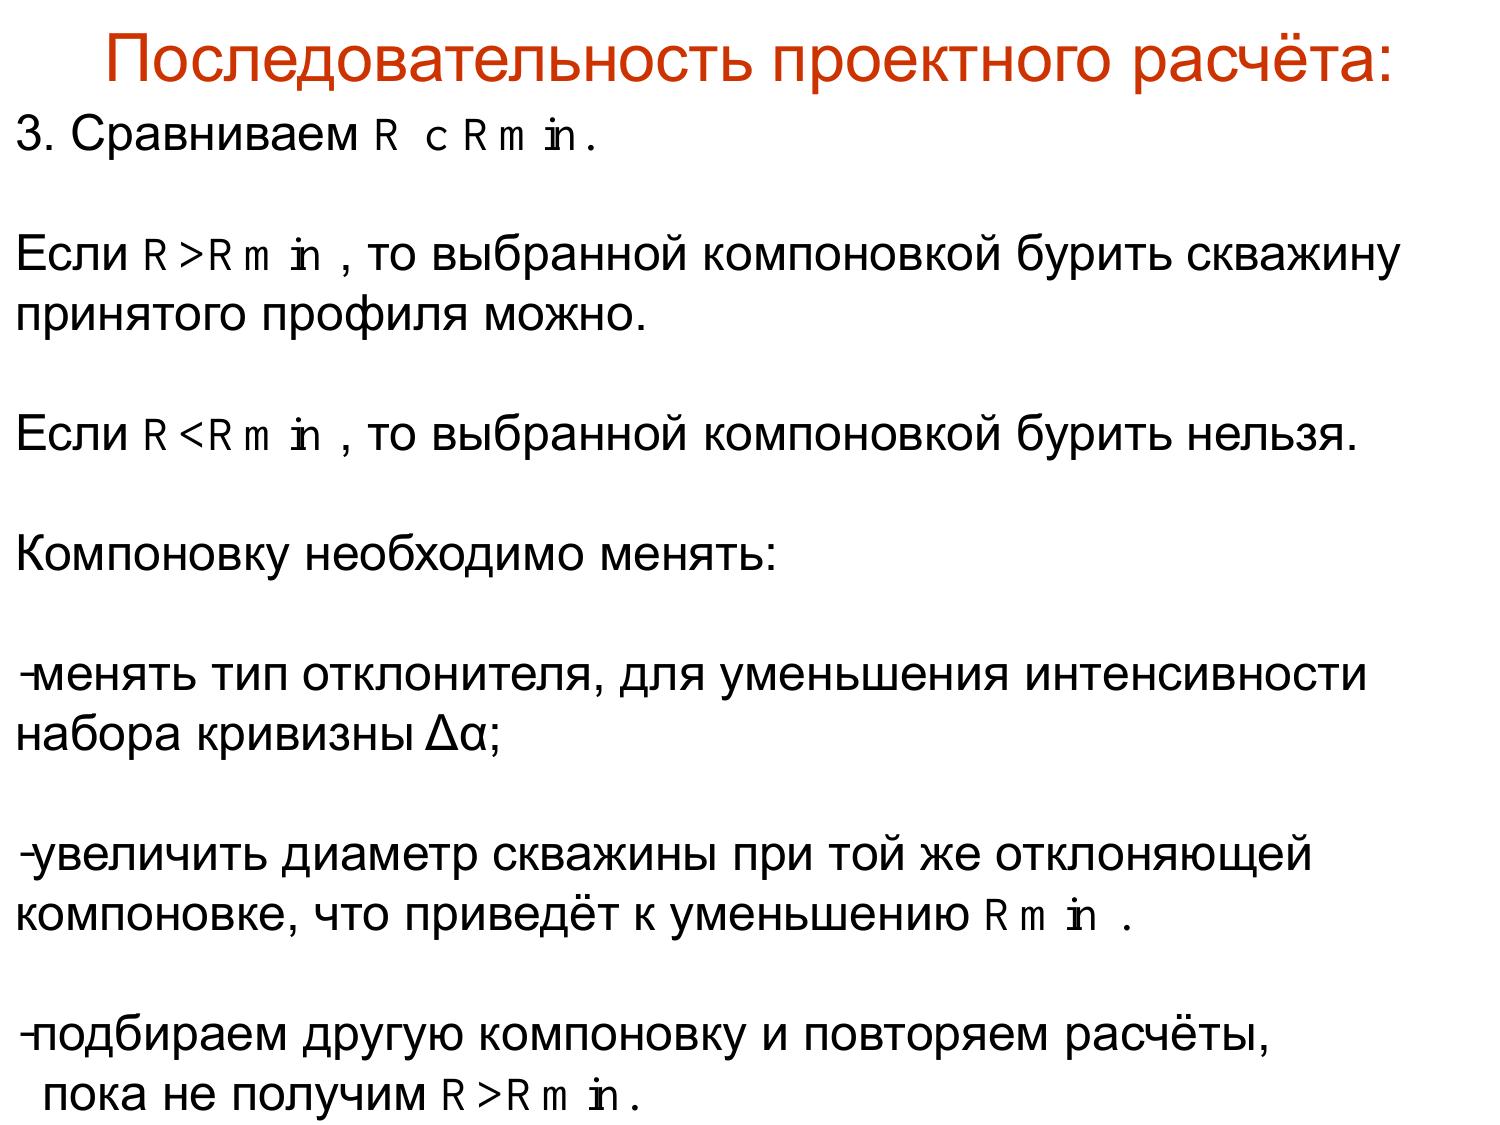 Последовательность проектного расчёта:
3. Сравниваем R с Rmin.
Если R>Rmin , то выбранной компоновкой бурить скважину
принятого профиля можно.
Если R<Rmin , то выбранной компоновкой бурить нельзя.
Компоновку необходимо менять:
-менять тип отклонителя, для уменьшения интенсивности
набора кривизны Δα;
-увеличить диаметр скважины при той же отклоняющей
компоновке, что приведёт к уменьшению Rmin .
-подбираем другую компоновку и повторяем расчёты,
пока не получим R>Rmin.